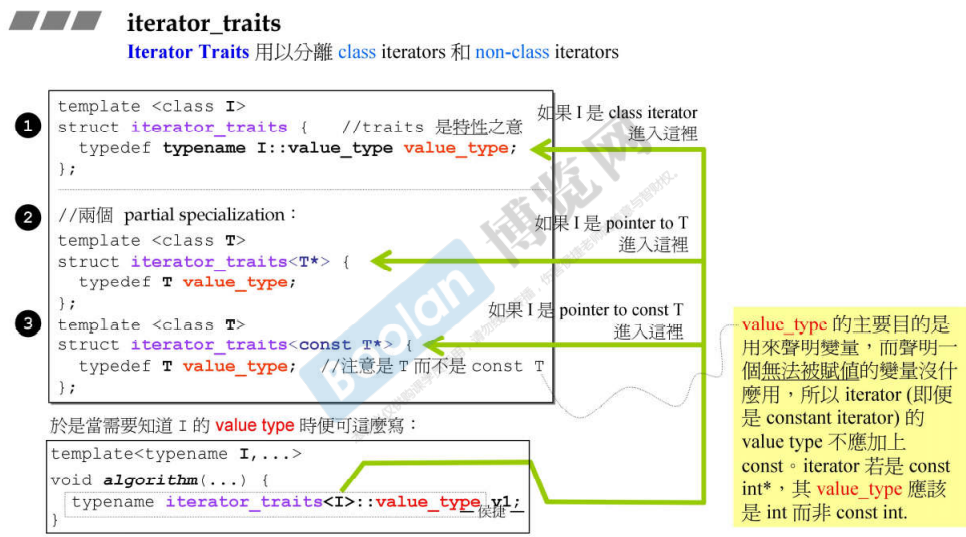 iterator_traits
Iterator Traits 用以分離 class iterators 和 non-class iterators
1
template <class I>
struct iterator_traits { //traits 是特性之意
typedef typename I::value_type value_type;
};
如果 I 是 class iterator
進入這裡
2
//兩個 partial specialization：
template <class T>
struct iterator_traits<T*> {
typedef T value_type;
};
如果 I 是 pointer to T
進入這裡
3
template <class T>
struct iterator_traits<const T*> {
typedef T value_type; //注意是 T 而不是 const T
};
如果 I 是 pointer to const T
進入這裡
value_type 的主要目的是
用來聲明變量，而聲明一
個無法被賦值的變量沒什
麼用，所以 iterator (即便
是 constant iterator) 的
value type 不應加上
const。iterator 若是 const
int*，其 value_type 應該
是 int 而非 const int.
於是當需要知道 I 的 value type 時便可這麼寫：
template<typename I,...>
void algorithm(...) {
typename iterator_traits<I>::value_type v1;
}
侯捷
Boolan
博览网